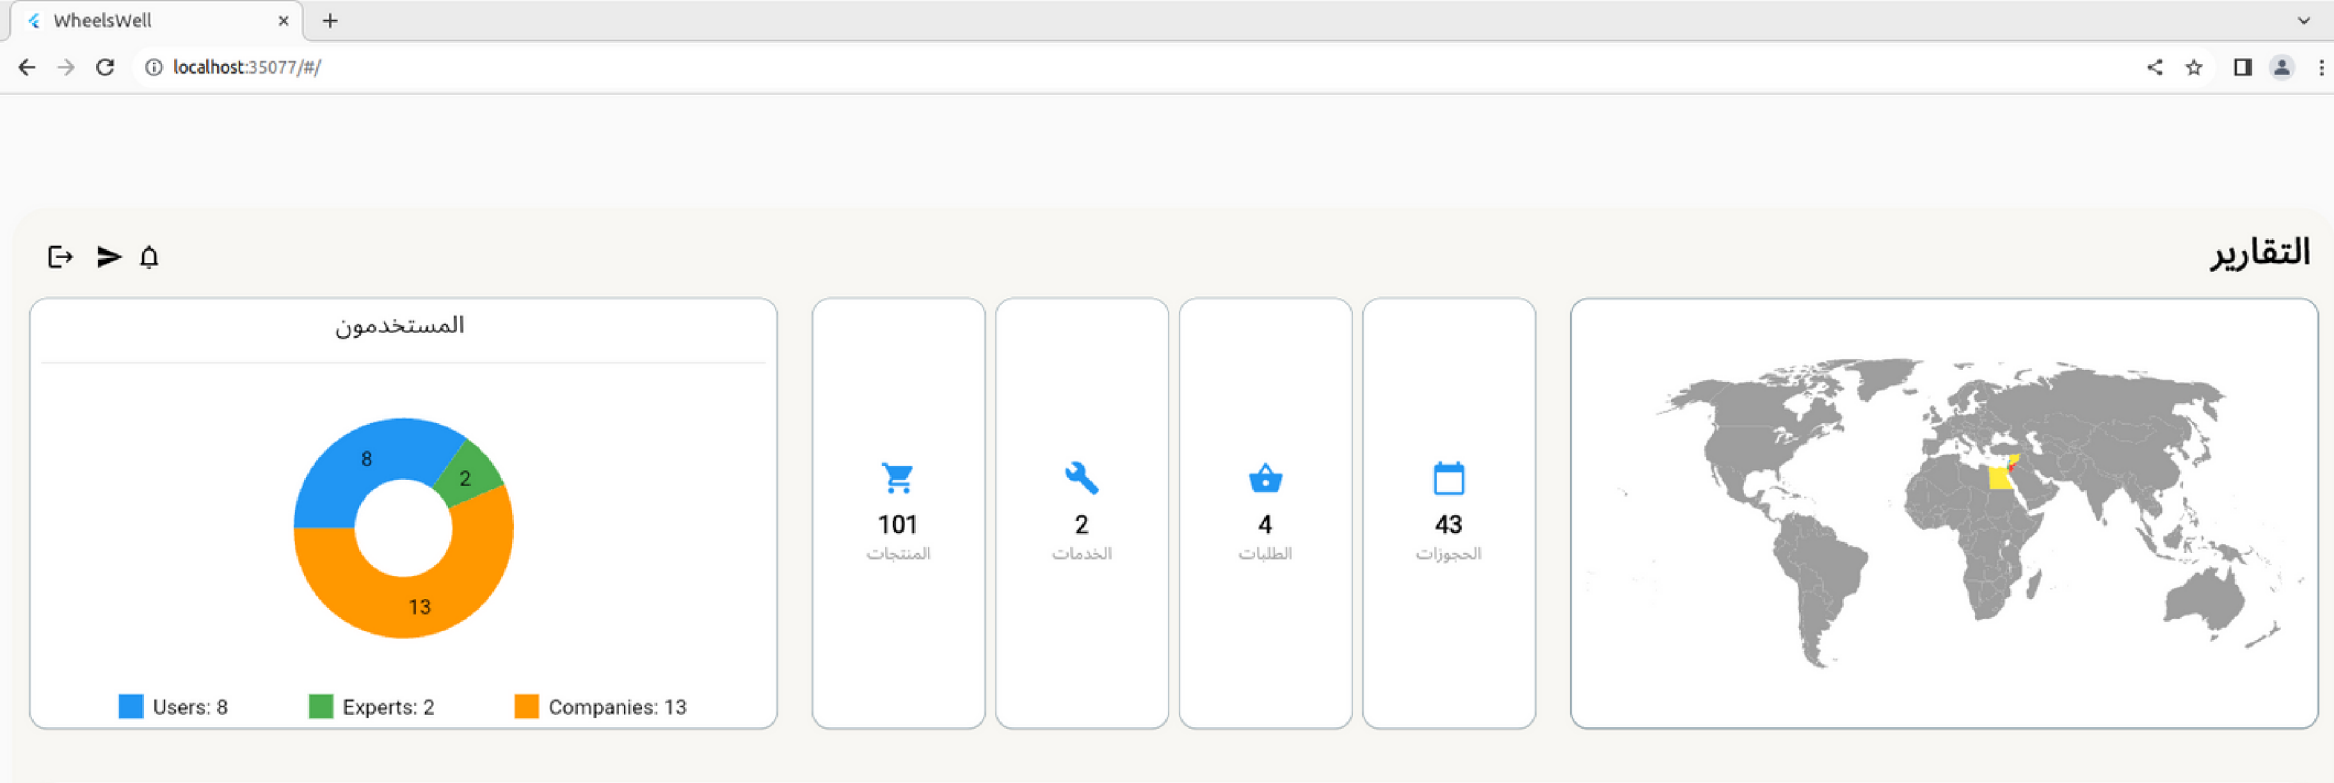 WheelsWell
localhost:35077/#/
التقارير
المستخدمون
8
2
13
Users: 8
Experts: 2
Companies: 13
101
المنتجات
2
الخدمات
4
الطلبات
43
الحجوزات